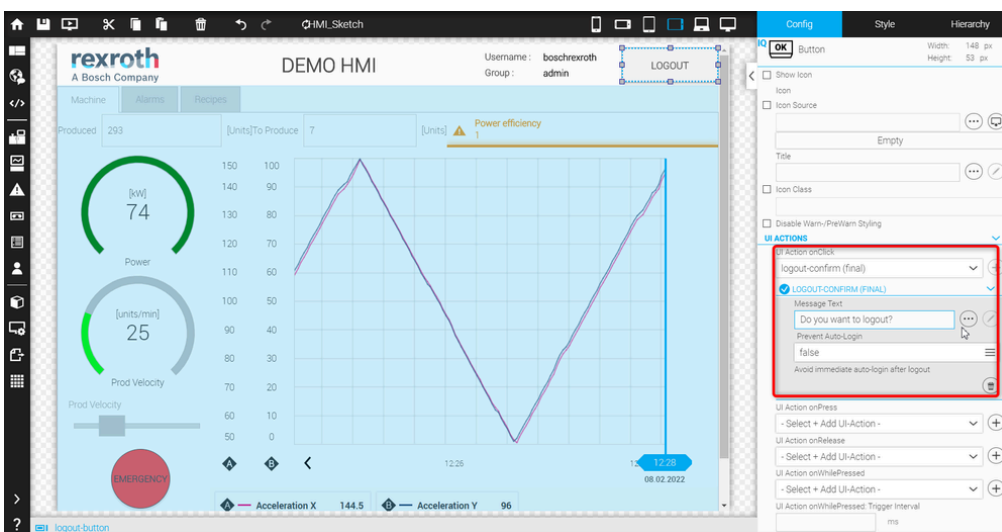 HMI_Sketch
Config
Style
Hierarchy
rexroth
A Bosch Company
DEMO HMI
Username : boschrexroth
Group : admin
LOGOUT
Machine
Alarms
Recipes
Produced 293 [Units]
To Produce 7 [Units]
Power efficiency
1
[kW]
74
Power
[units/min]
25
Prod Velocity
Prod Velocity
EMERGENCY
150 100
140 90
130 80
120 70
110 60
100 50
90 40
80 30
70 20
60 10
50 0
A B
12:26
12:28
08.02.2022
A Acceleration X 144.5 B Acceleration Y 96
logout-button
IQ OK Button
Width: 148 px
Height: 53 px
Show Icon
Icon
Icon Source
Empty
Title
Icon Class
Disable Warn-/PreWarn Styling
UI ACTIONS
UI Action onClick
logout-confirm (final)
LOGOUT-CONFIRM (FINAL)
Message Text
Do you want to logout?
Prevent Auto-Login
false
Avoid immediate auto-login after logout
UI Action onPress
- Select + Add UI-Action -
UI Action onRelease
- Select + Add UI-Action -
UI Action onWhilePressed
- Select + Add UI-Action -
UI Action onWhilePressed: Trigger Interval
ms